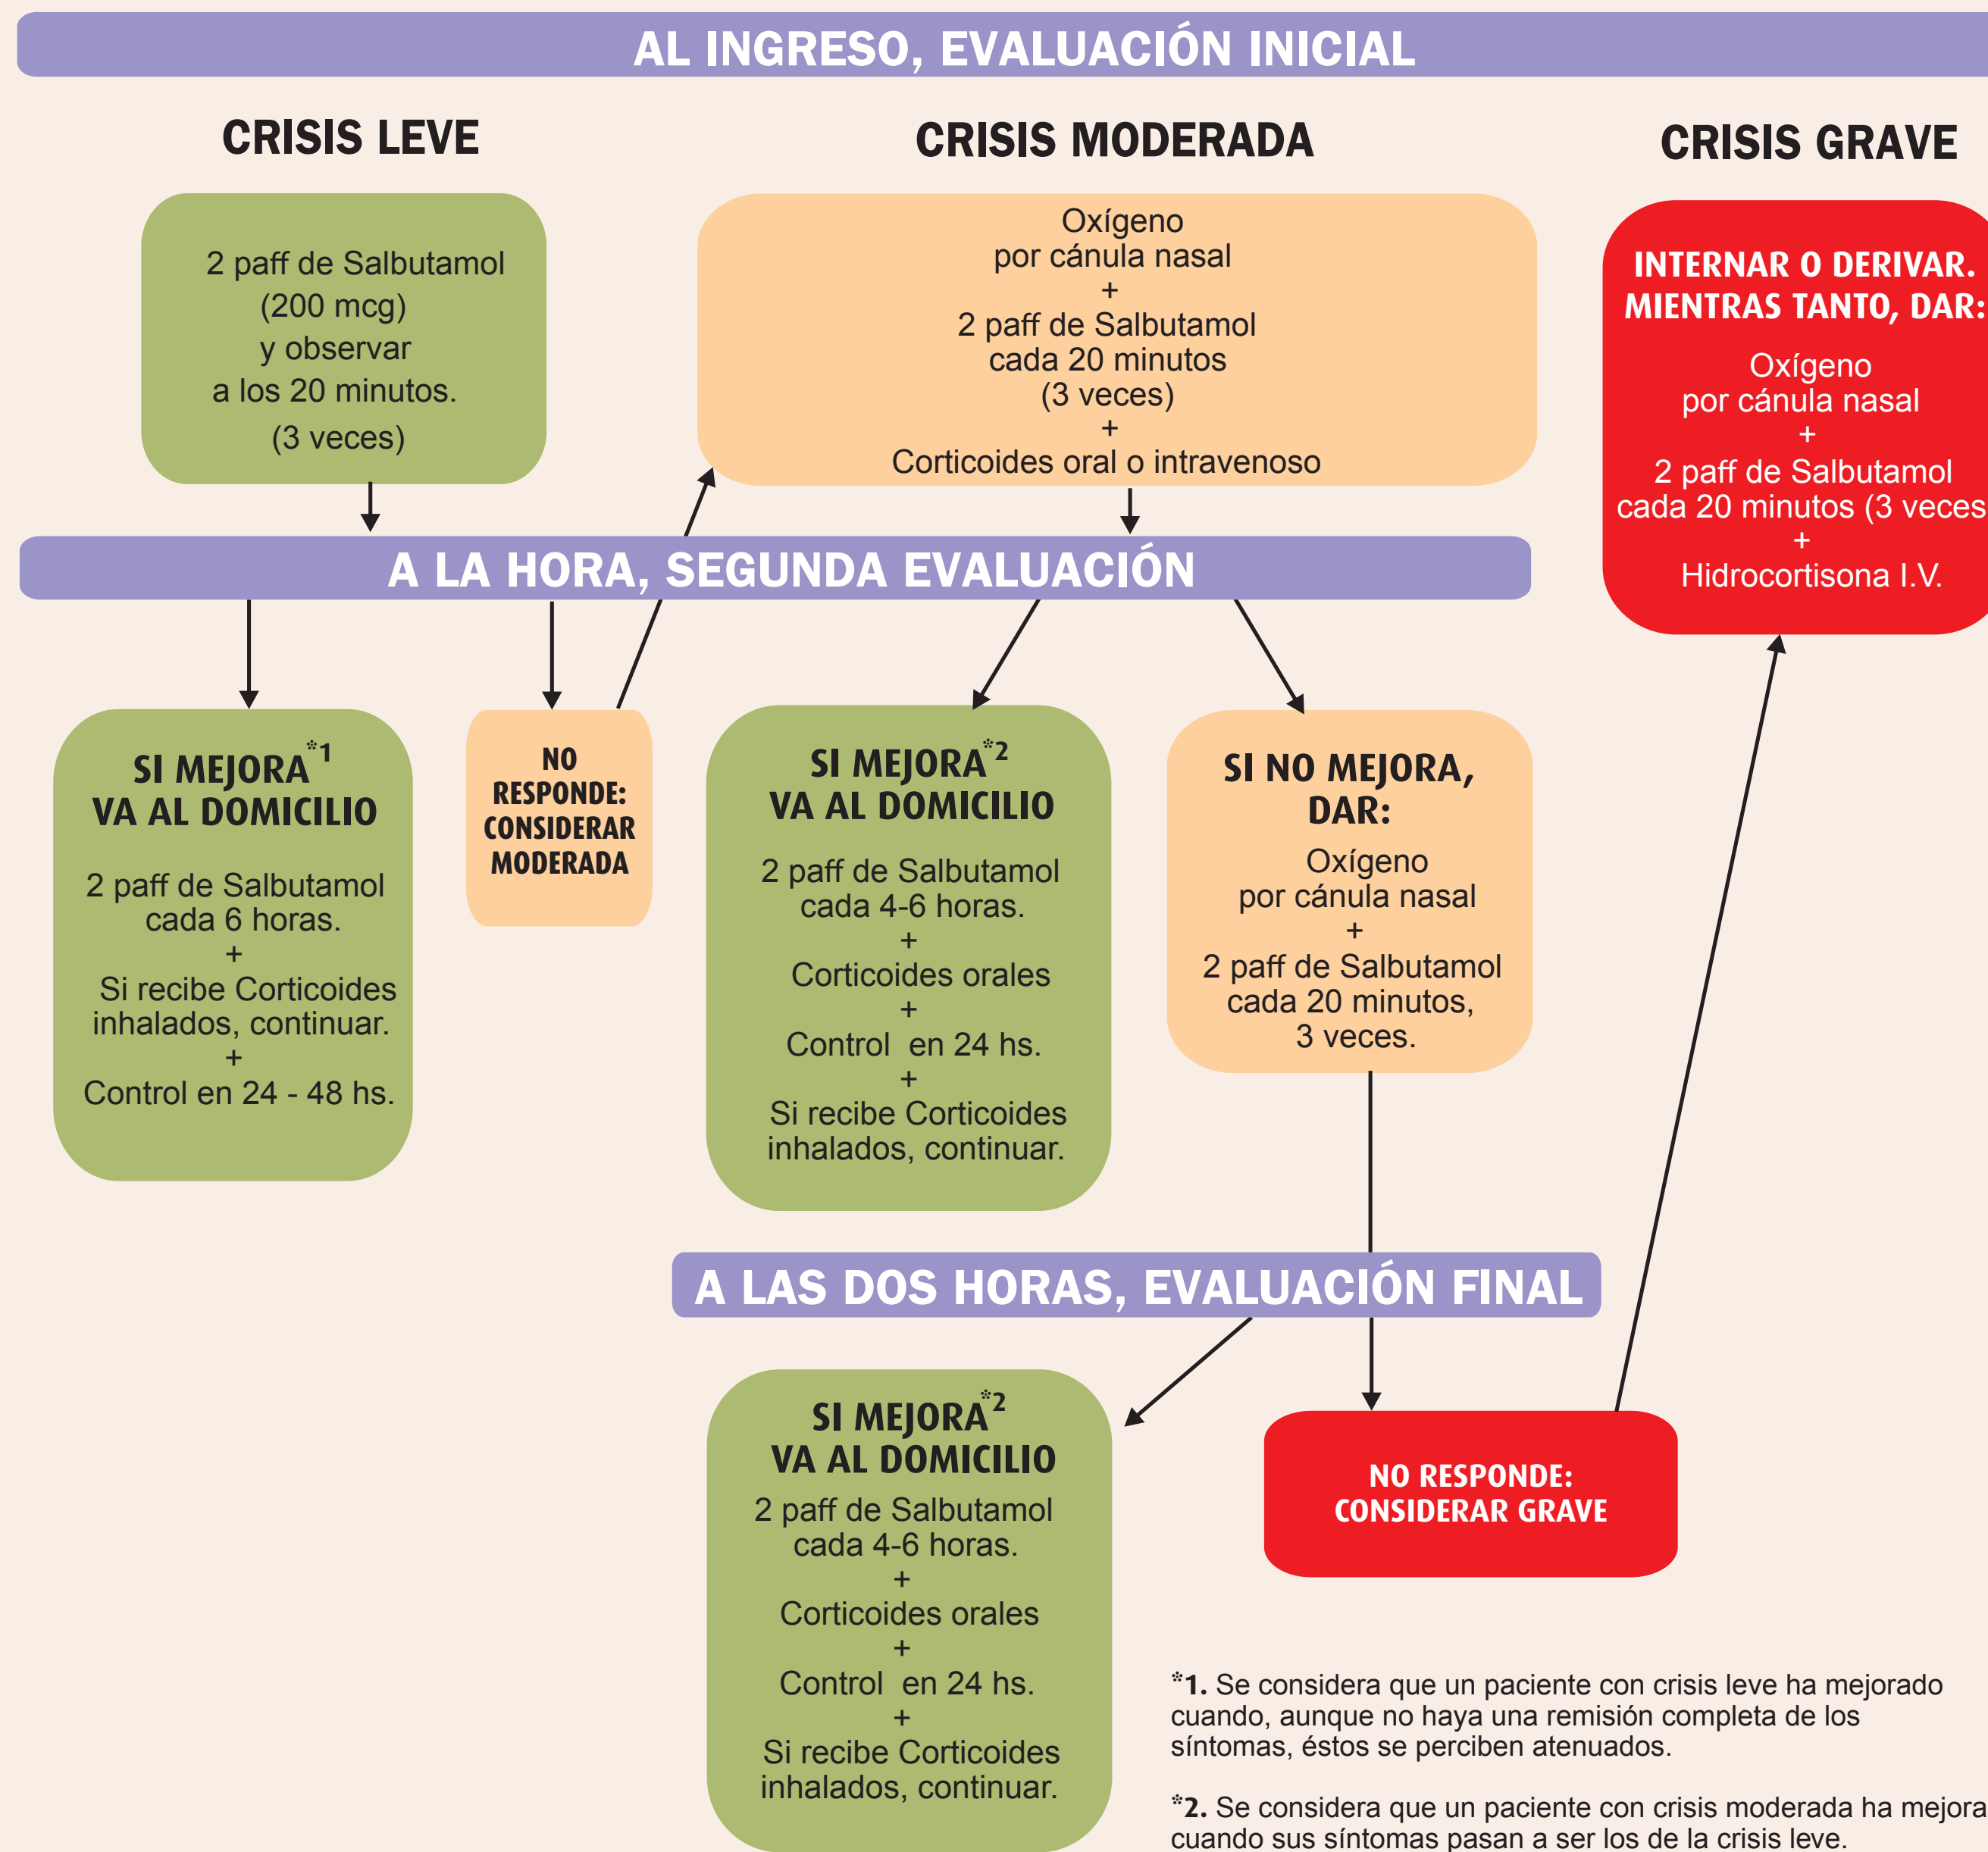 AL INGRESO, EVALUACIÓN INICIAL
CRISIS LEVE
2 paff de Salbutamol
(200 mcg)
y observar
a los 20 minutos.
(3 veces)
CRISIS MODERADA
Oxígeno
por cánula nasal
+
2 paff de Salbutamol
cada 20 minutos
(3 veces)
+
Corticoides oral o intravenoso
CRISIS GRAVE
INTERNAR O DERIVAR.
MIENTRAS TANTO, DAR:
Oxígeno
por cánula nasal
+
2 paff de Salbutamol
cada 20 minutos (3 veces
+
Hidrocortisona I.V.
A LA HORA, SEGUNDA EVALUACIÓN
SI MEJORA*1
VA AL DOMICILIO
2 paff de Salbutamol
cada 6 horas.
+
Si recibe Corticoides
inhalados, continuar.
+
Control en 24 - 48 hs.
NO
RESPONDE:
CONSIDERAR
MODERADA
SI MEJORA*2
VA AL DOMICILIO
2 paff de Salbutamol
cada 4-6 horas.
+
Corticoides orales
+
Control en 24 hs.
+
Si recibe Corticoides
inhalados, continuar.
SI NO MEJORA,
DAR:
Oxígeno
por cánula nasal
+
2 paff de Salbutamol
cada 20 minutos,
3 veces.
A LAS DOS HORAS, EVALUACIÓN FINAL
SI MEJORA*2
VA AL DOMICILIO
2 paff de Salbutamol
cada 4-6 horas.
+
Corticoides orales
+
Control en 24 hs.
+
Si recibe Corticoides
inhalados, continuar.
NO RESPONDE:
CONSIDERAR GRAVE
*1. Se considera que un paciente con crisis leve ha mejorado
cuando, aunque no haya una remisión completa de los
síntomas, éstos se perciben atenuados.
*2. Se considera que un paciente con crisis moderada ha mejora
cuando sus síntomas pasan a ser los de la crisis leve.